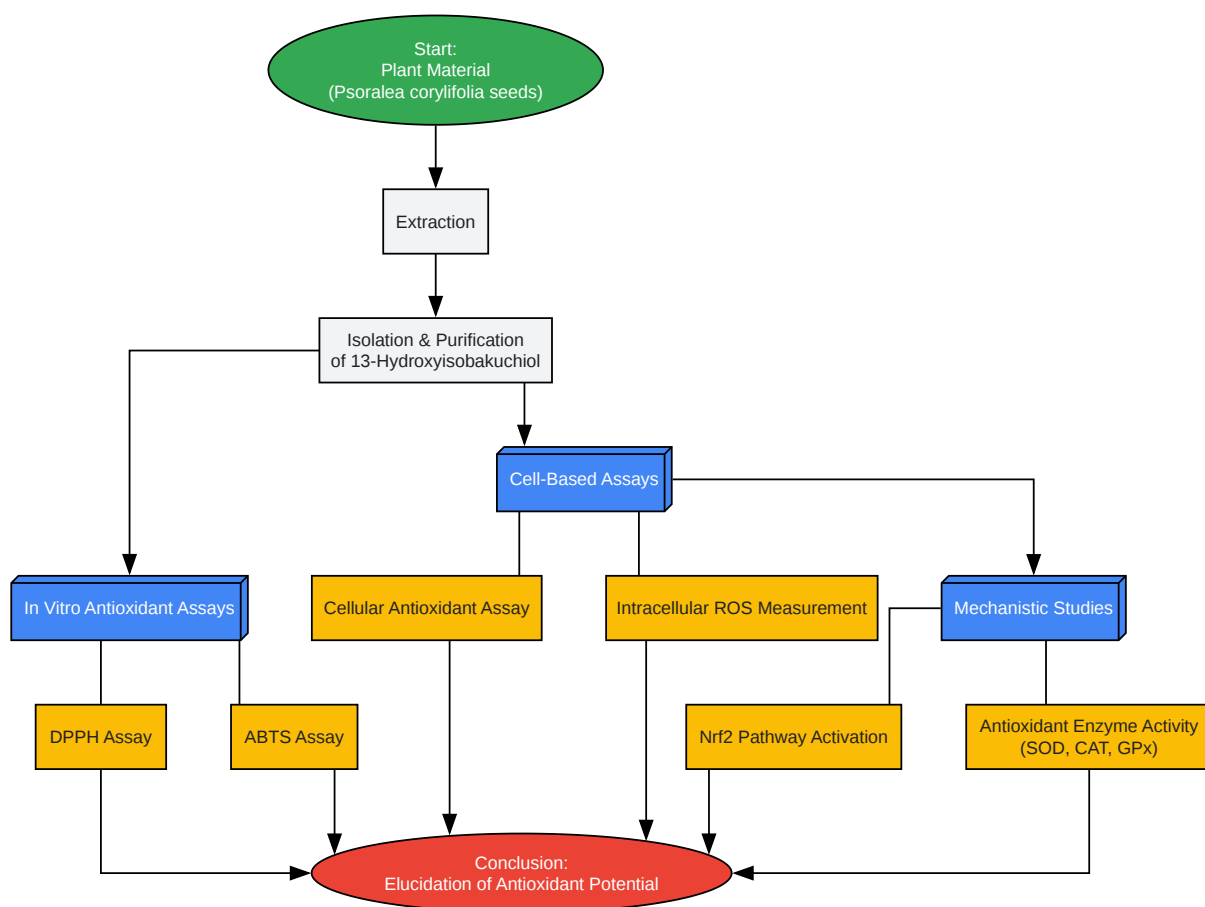 Start:
Plant Material
(Psoralea corylifolia seeds)
Extraction
Isolation & Purification
of 13-Hydroxyisobakuchiol
Cell-Based Assays
In Vitro Antioxidant Assays
Cellular Antioxidant Assay
Intracellular ROS Measurement
Mechanistic Studies
DPPH Assay
ABTS Assay
Nrf2 Pathway Activation
Antioxidant Enzyme Activity
(SOD, CAT, GPx)
Conclusion:
Elucidation of Antioxidant Potential